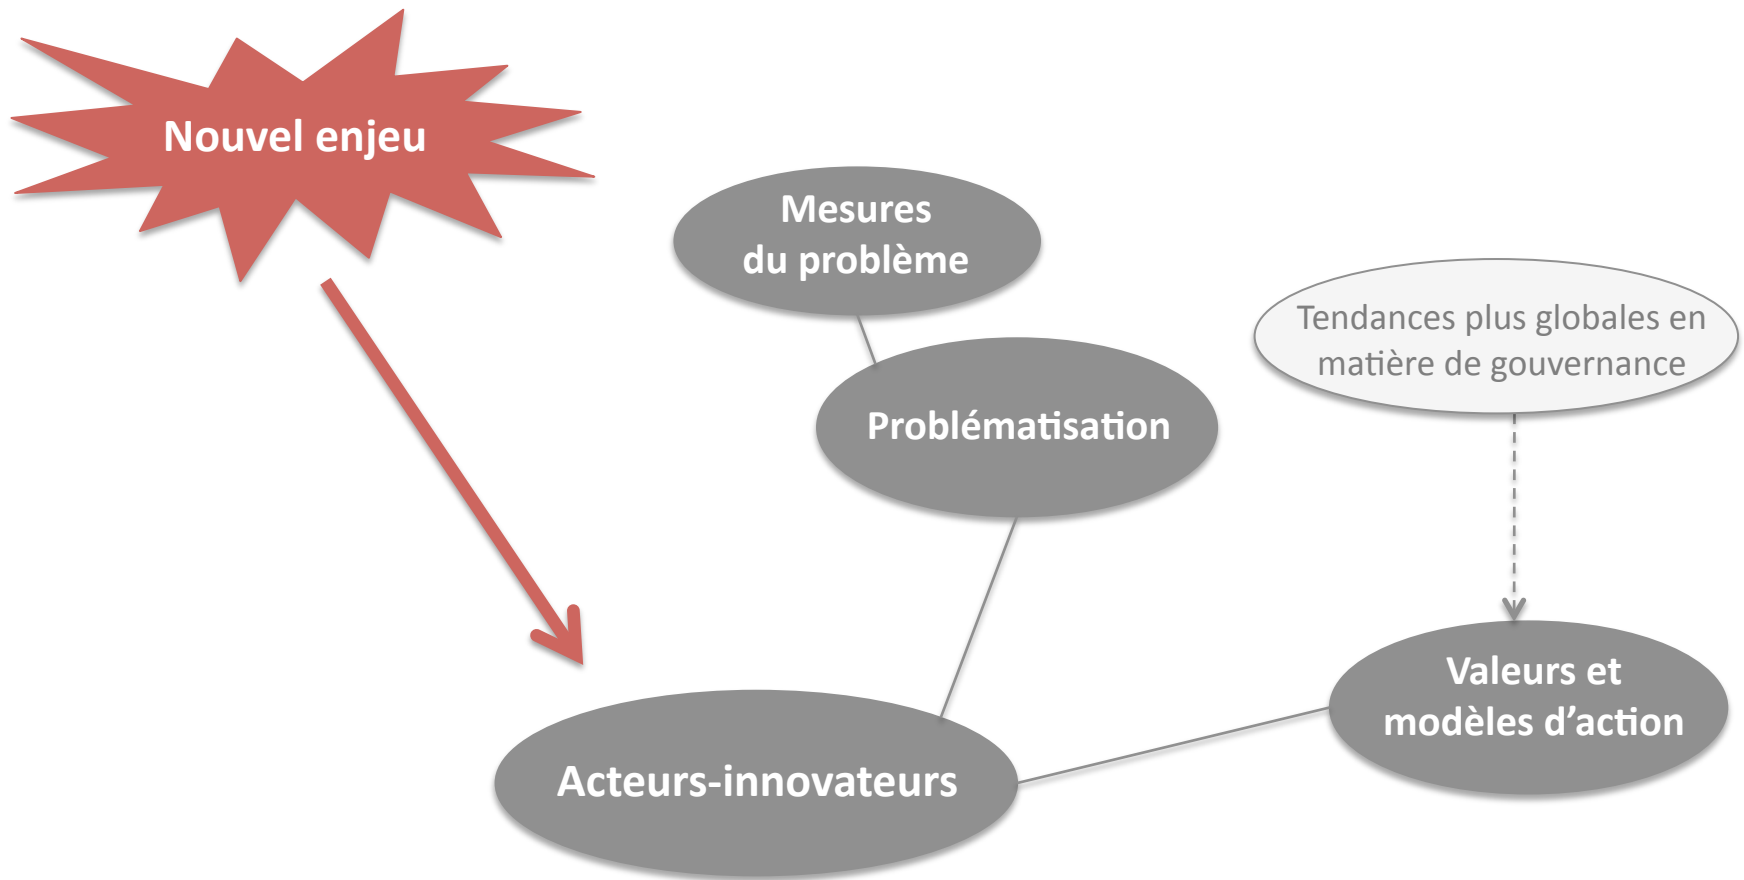 Nouvel enjeu
Mesures
du problème
Tendances plus globales en
matière de gouvernance
Problématisation
Valeurs et
modèles d’action
Acteurs-innovateurs